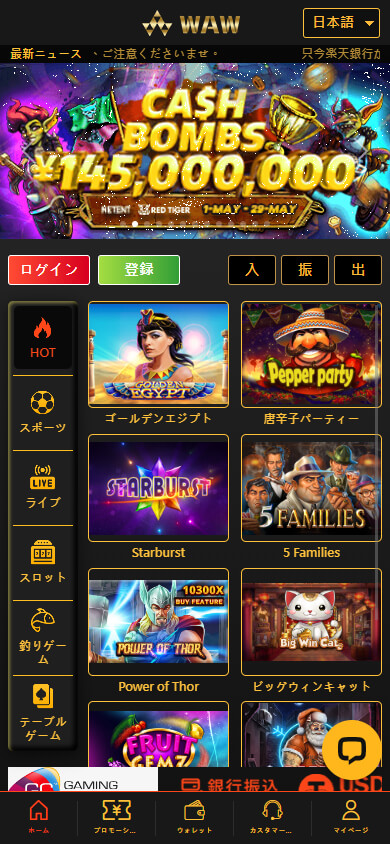 WAW
日本語
最新ニュース 、ご注意くださいませ。 只今楽天銀行が
CA$H
BOMBS
¥145,000,000
NETENT RED TIGER 1-MAY - 29-MAY
ログイン 登録 入 振 出
HOT
スポーツ
ライブ
スロット
釣りゲー
ム
テーブル
ゲーム
GOLDEN
EGYPT
ゴールデンエジプト
Pepper party
唐辛子パーティー
STARBURST
Starburst
5 FAMILIES
5 Families
10300X
BUY FEATURE
POWER OF THOR
Power of Thor
Big Win Cat
ビッグウィンキャット
FRUIT
GEMZ
GC GAMING
銀行振込
USD
ホーム
プロモーシ...
ウォレット
カスタマー...
マイページ